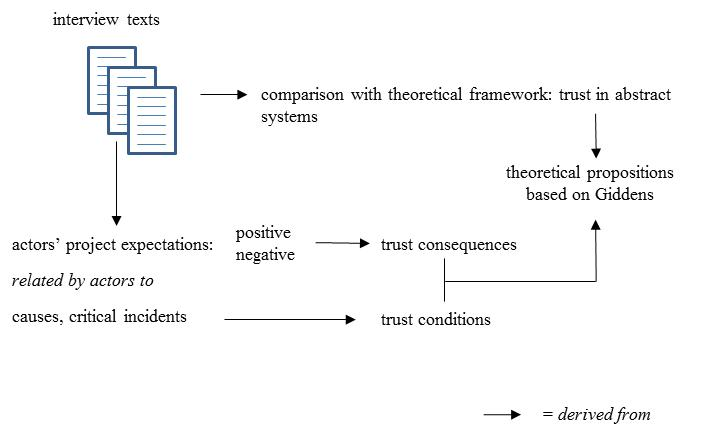 interview texts
comparison with theoretical framework: trust in abstract
systems
theoretical propositions
based on Giddens
actors’ project expectations:
positive
negative
trust consequences
related by actors to
causes, critical incidents
trust conditions
= derived from